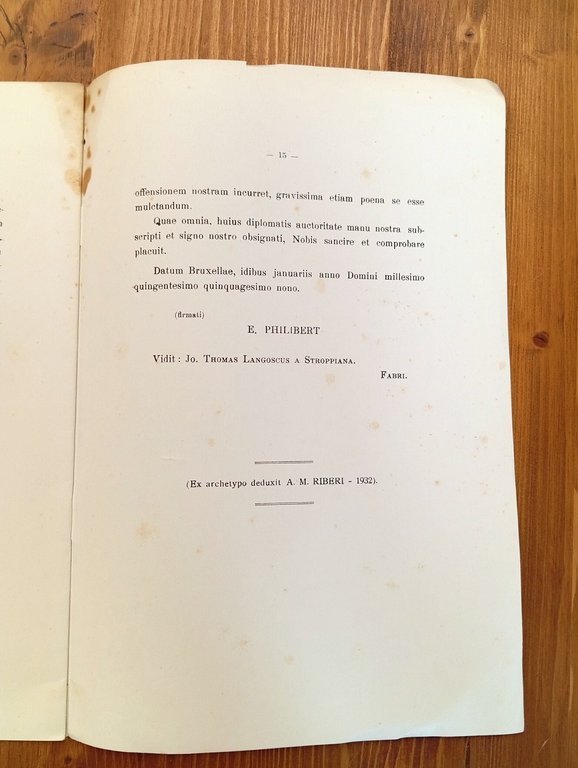 — 15 —
offensionem nostram incurret, gravissima etiam poena se esse
mulctandum.
Quae omnia, huius diplomatis auctoritate manu nostra sub-
scripti et signo nostro obsignati, Nobis sancire et comprobare
placuit.
Datum Bruxellae, idibus januariis anno Domini millesimo
quingentesimo quinquagesimo nono.
(firmati)
E. PHILIBERT
Vidit : Jo. Thomas Langoscus a Stroppiana.
Fabri.
(Ex archetypo deduxit A. M. RIBERI - 1932).